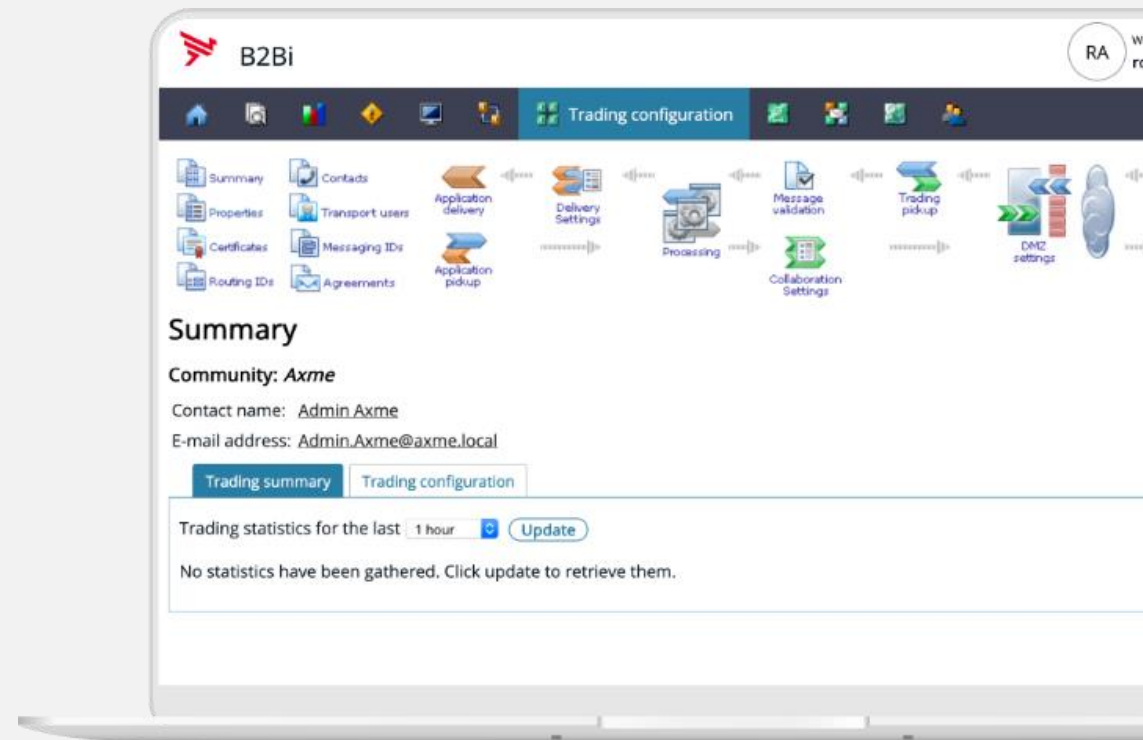 B2Bi
RA
Trading configuration
Summary
Contacts
Properties
Transport users
Certificates
Messaging IDs
Routing IDs
Agreements
Application
delivery
Application
pickup
Delivery
Settings
Processing
Message
validation
Collaboration
Settings
Trading
pickup
DMZ
settings
Summary
Community: Axme
Contact name: Admin Axme
E-mail address: Admin.Axme@axme.local
Trading summary
Trading configuration
Trading statistics for the last 1 hour Update
No statistics have been gathered. Click update to retrieve them.